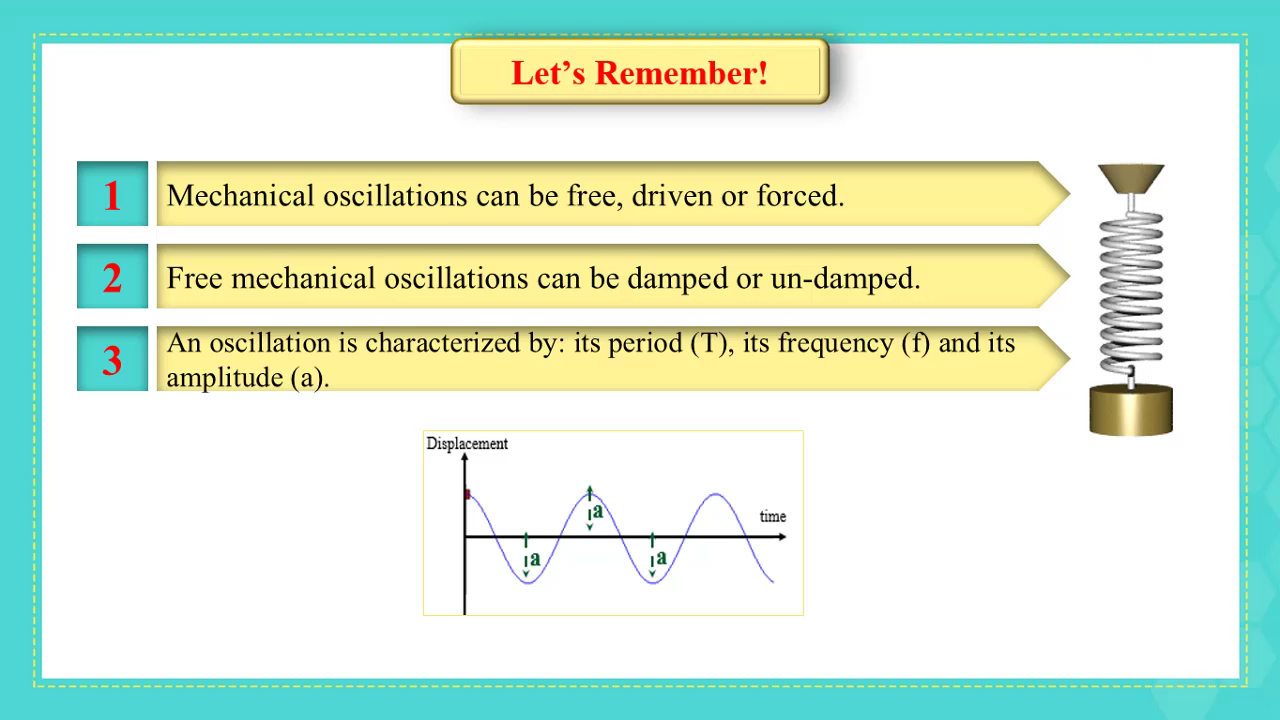 Let’s Remember!
1
Mechanical oscillations can be free, driven or forced.
2
Free mechanical oscillations can be damped or un-damped.
3
An oscillation is characterized by: its period (T), its frequency (f) and its
amplitude (a).
Displacement
time
a
a
a